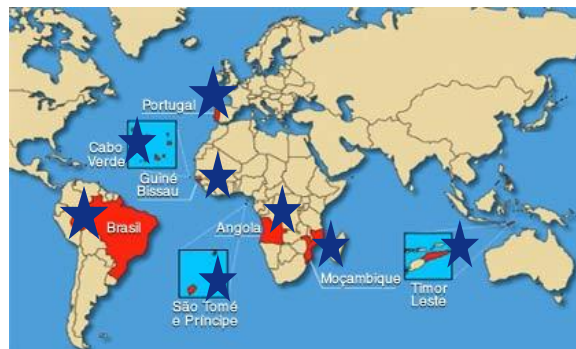 Portugal
Cabo
Verde
Guiné
Bissau
Brasil
Angola
Moçambique
São Tomé
e Príncipe
Timor
Leste